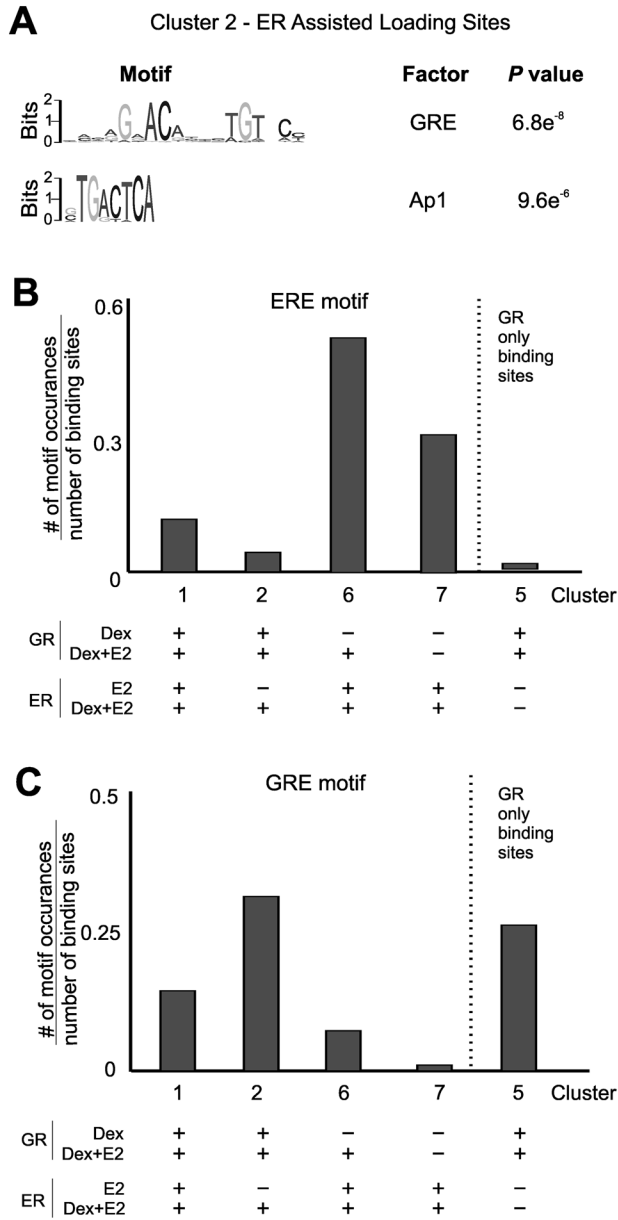 A Cluster 2 - ER Assisted Loading Sites
Motif Factor P value
Bits 2 1 0 GRE 6.8e-8
Bits 2 1 0 TGACTCA Ap1 9.6e-6
B
ERE motif
GR only binding sites
# of motif occurances
number of binding sites
0.6
0.3
0
1 2 6 7 5 Cluster
GR Dex + + – – +
Dex+E2 + + + – +
ER E2 + – + + –
Dex+E2 + + + + –
C
GRE motif
GR only binding sites
# of motif occurances
number of binding sites
0.5
0.25
0
1 2 6 7 5 Cluster
GR Dex + + – – +
Dex+E2 + + + – +
ER E2 + – + + –
Dex+E2 + + + + –